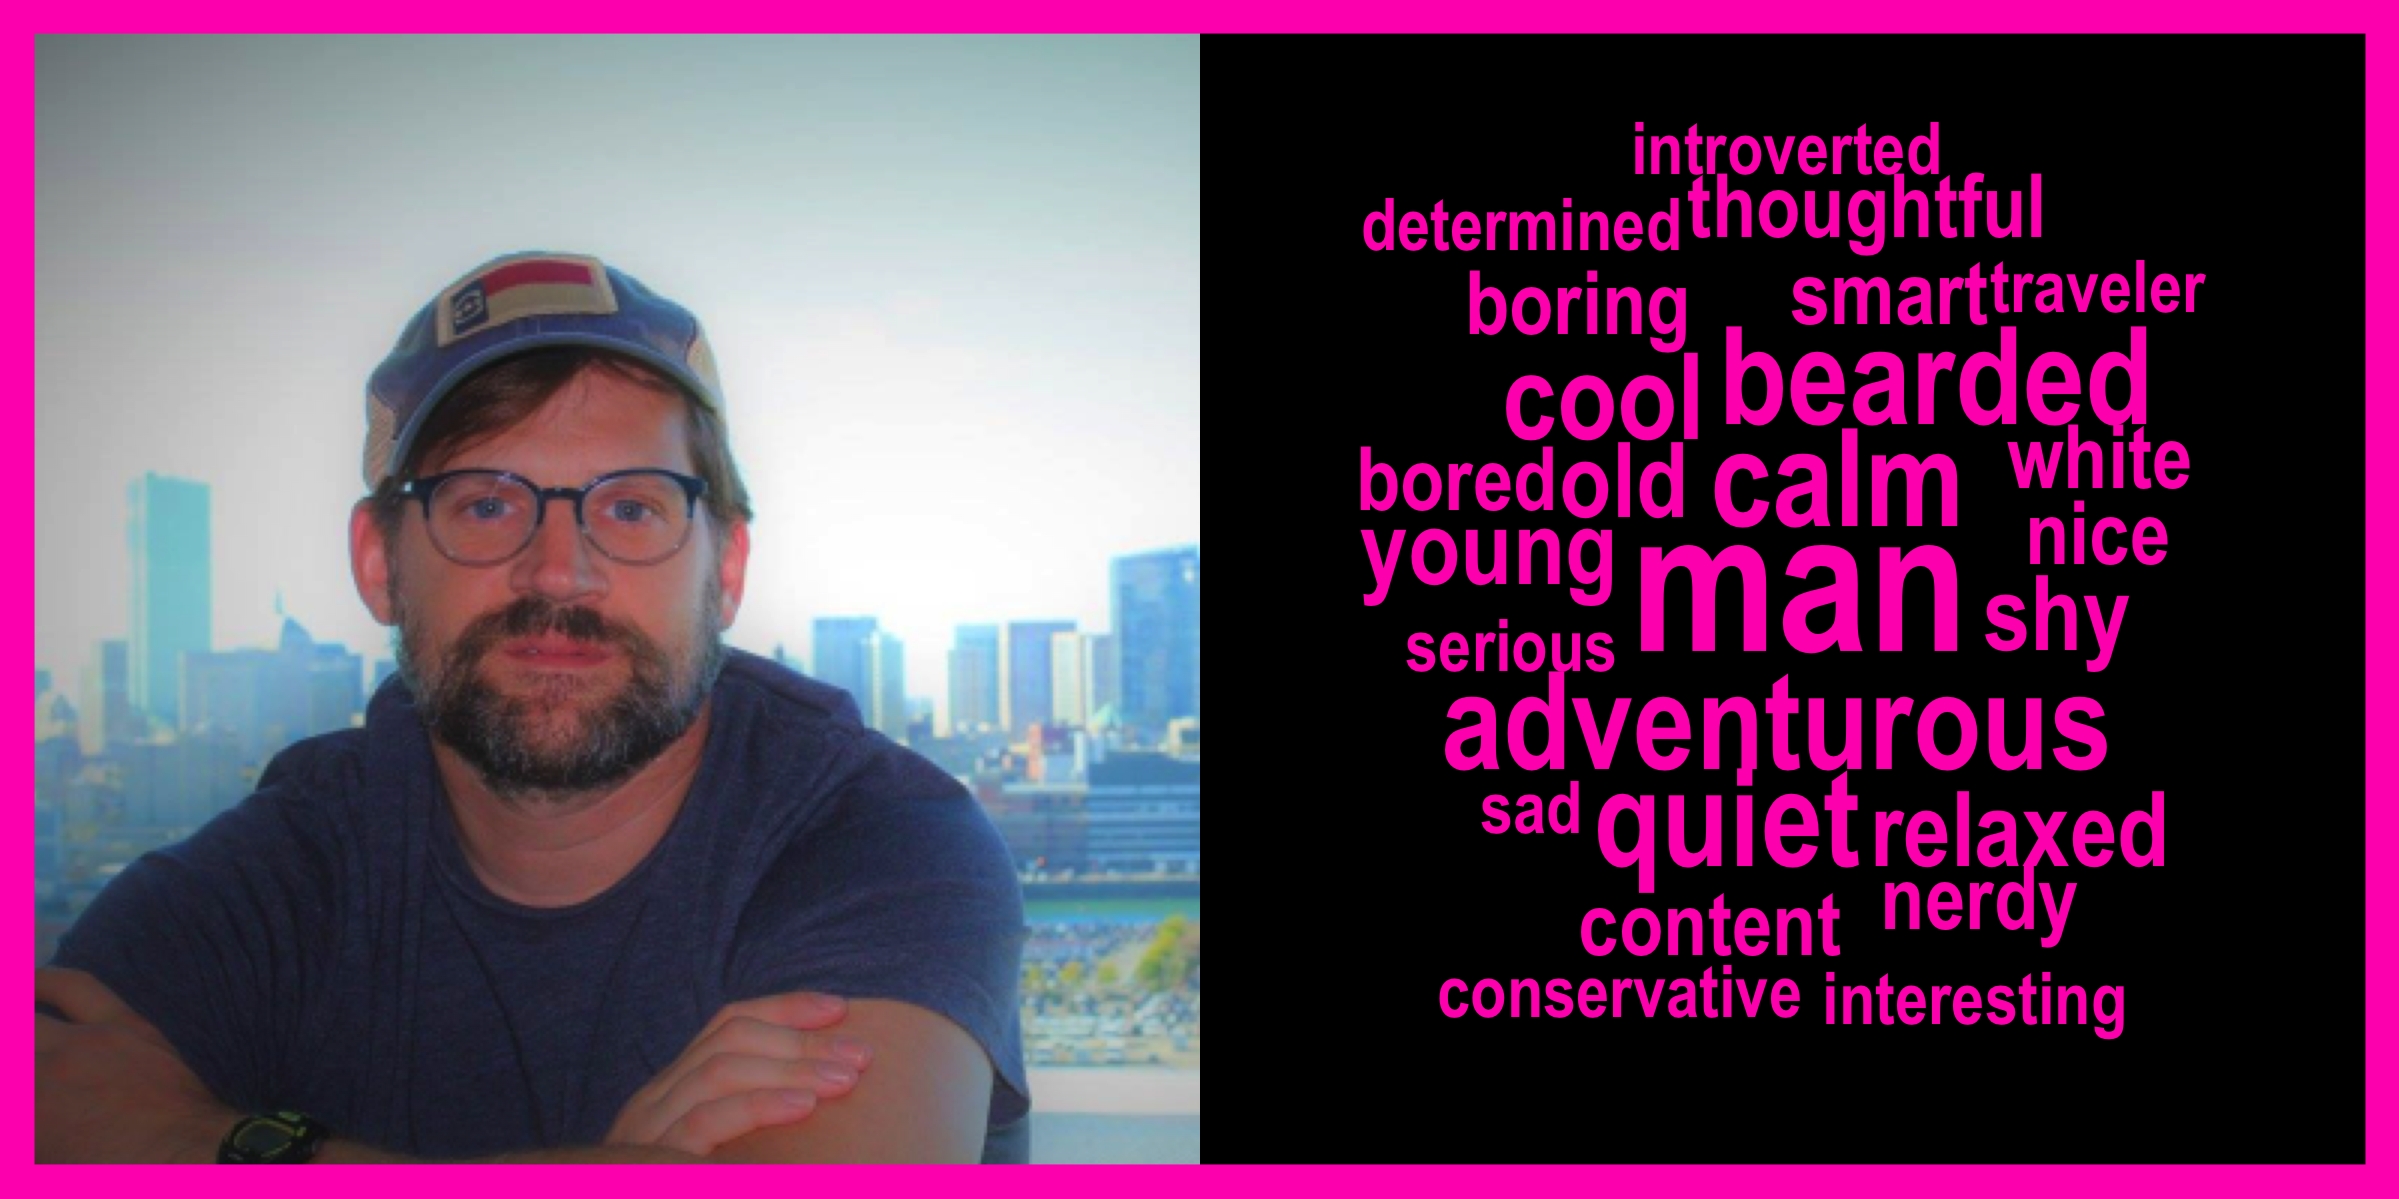 introverted
determined thoughtful
boring smart traveler
cool bearded
bored old calm white
young man nice
serious shy
adventurous
sad quiet relaxed
content nerdy
conservative interesting